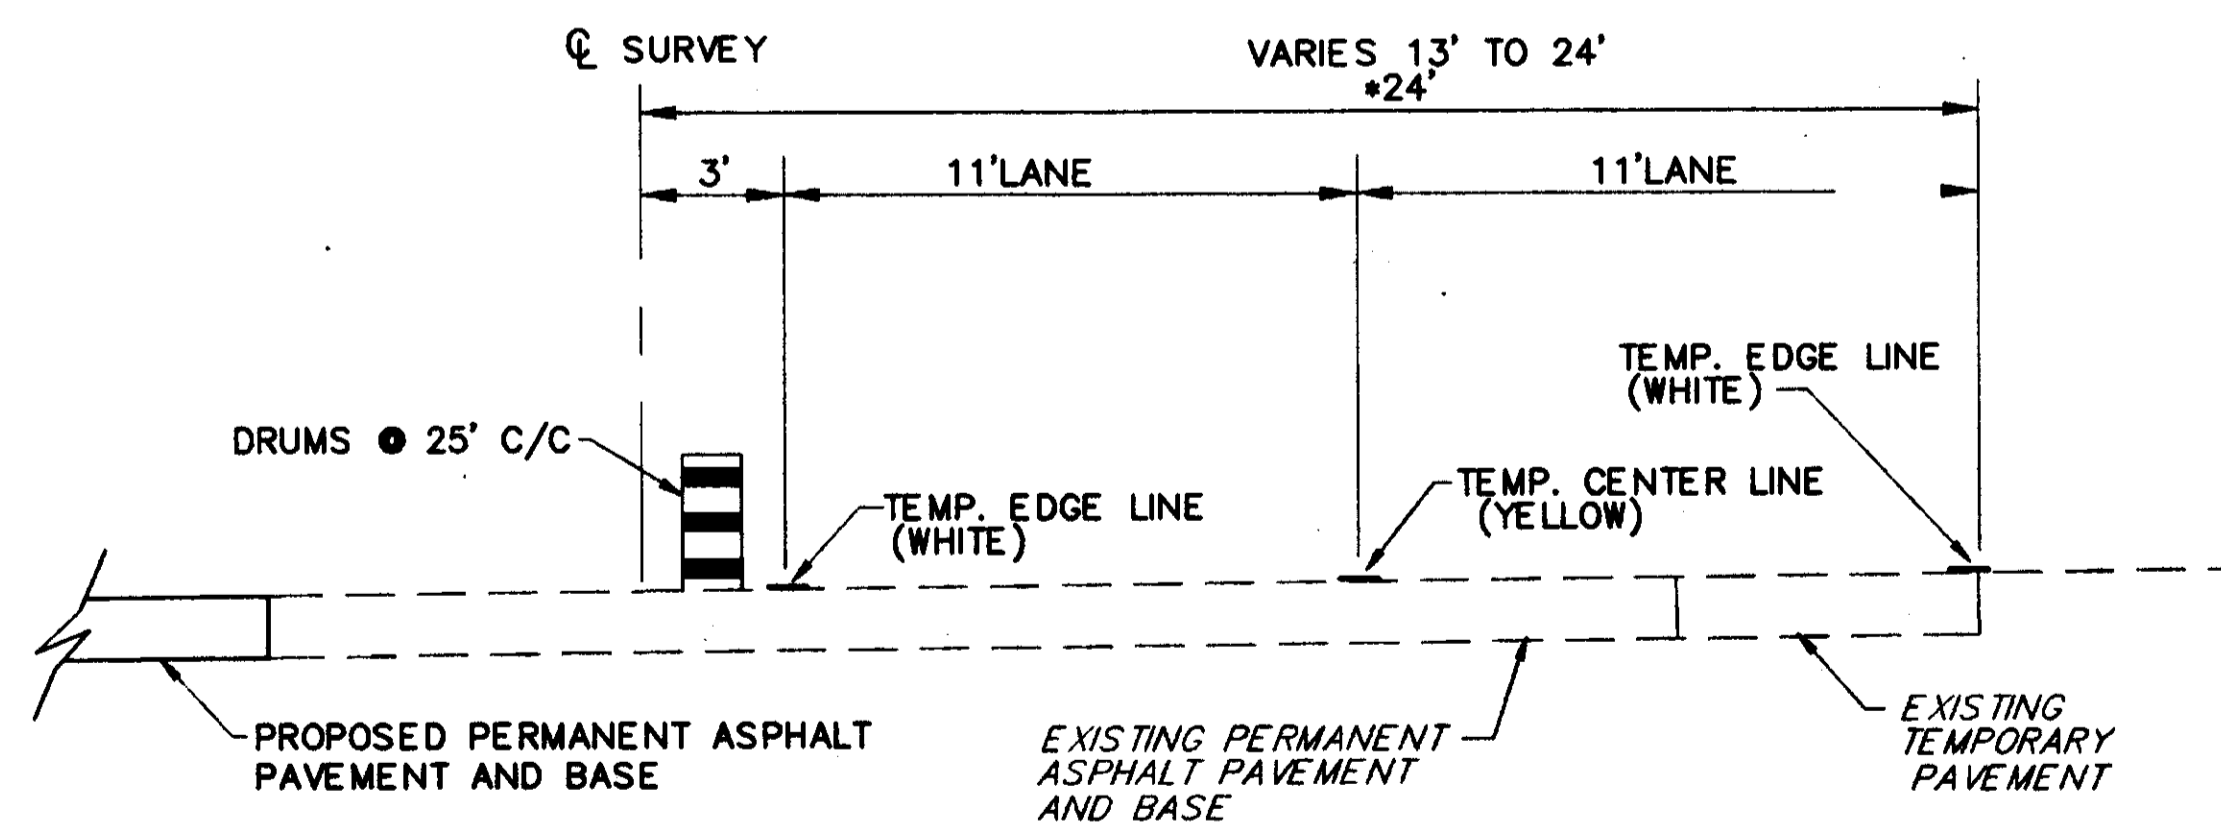 ℄ SURVEY
VARIES 13' TO 24'
*24'
3'
11' LANE
11' LANE
TEMP. EDGE LINE
(WHITE)
DRUMS @ 25' C/C
TEMP. EDGE LINE
(WHITE)
TEMP. CENTER LINE
(YELLOW)
PROPOSED PERMANENT ASPHALT
PAVEMENT AND BASE
EXISTING PERMANENT
ASPHALT PAVEMENT
AND BASE
EXISTING
TEMPORARY
PAVEMENT